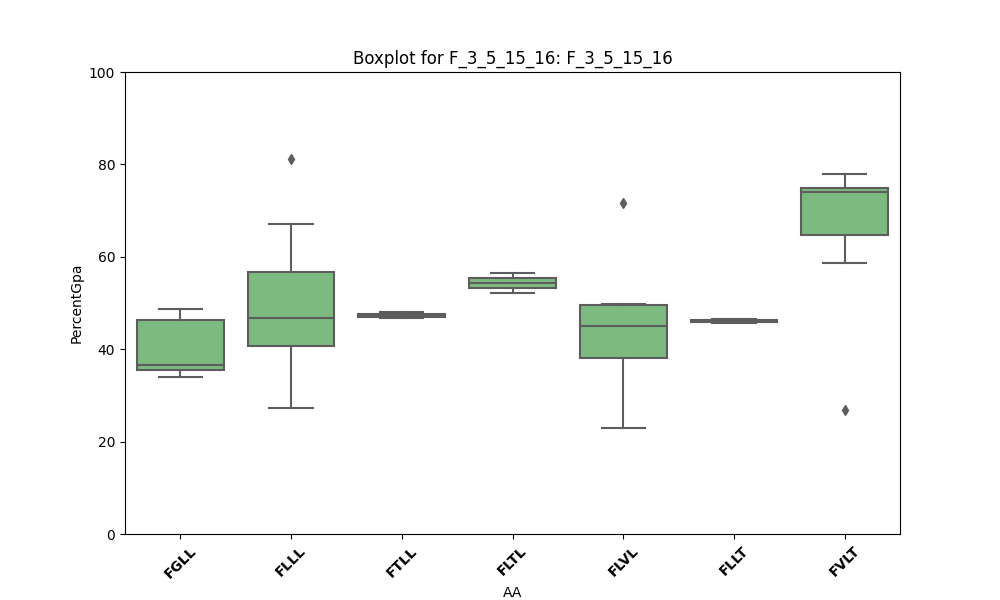 Boxplot for F_3_5_15_16: F_3_5_15_16
100
80
60
40
20
0
PercentGpa
FGLL
FLLL
FTLL
FLTL
FLVL
FLLT
FVLT
AA